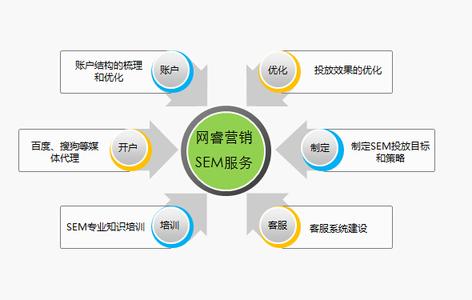 账户结构的梳理
和优化
账户
优化
投放效果的优化
百度、搜狗等媒
体代理
开户
网睿营销
SEM服务
制定
制定SEM投放目标
和策略
SEM专业知识培训
培训
客服
客服系统建设